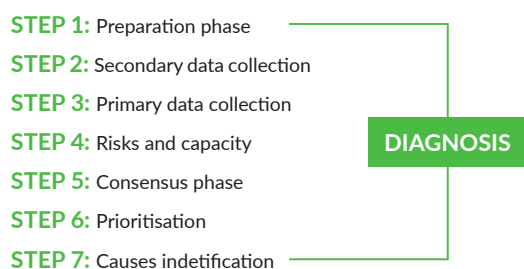 STEP 1: Preparation phase
STEP 2: Secondary data collection
STEP 3: Primary data collection
STEP 4: Risks and capacity
DIAGNOSIS
STEP 5: Consensus phase
STEP 6: Prioritisation
STEP 7: Causes indetification